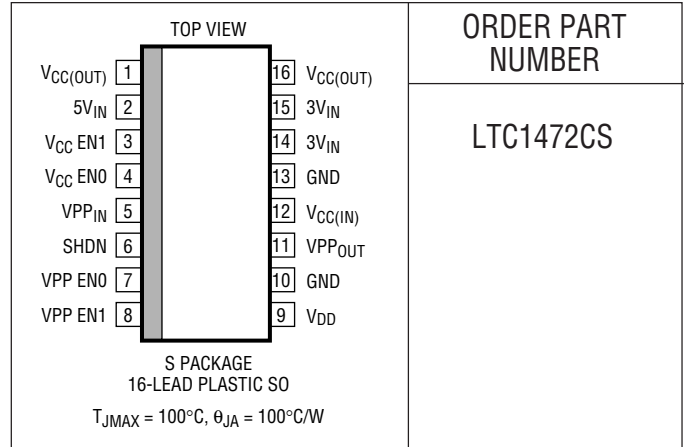 TOP VIEW
VCC(OUT) 1
5VIN 2
VCC EN1 3
VCC EN0 4
VPPIN 5
SHDN 6
VPP EN0 7
VPP EN1 8
16 VCC(OUT)
15 3VIN
14 3VIN
13 GND
12 VCC(IN)
11 VPPOUT
10 GND
9 VDD
S PACKAGE
16-LEAD PLASTIC SO
TJMAX = 100°C, θJA = 100°C/W
ORDER PART
NUMBER
LTC1472CS